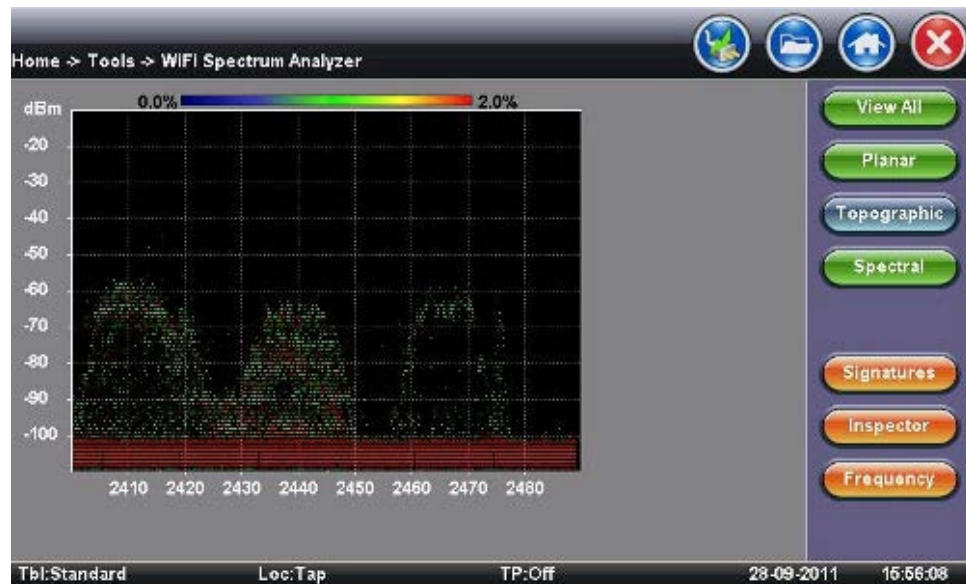 Home -> Tools -> WiFi Spectrum Analyzer
0.0%
2.0%
dBm
-20
-30
-40
-50
-60
-70
-80
-90
-100
2410 2420 2430 2440 2450 2460 2470 2480
View All
Planar
Topographic
Spectral
Signatures
Inspector
Frequency
Tbl:Standard Loc:Tap TP:Off 28-09-2011 15:56:08